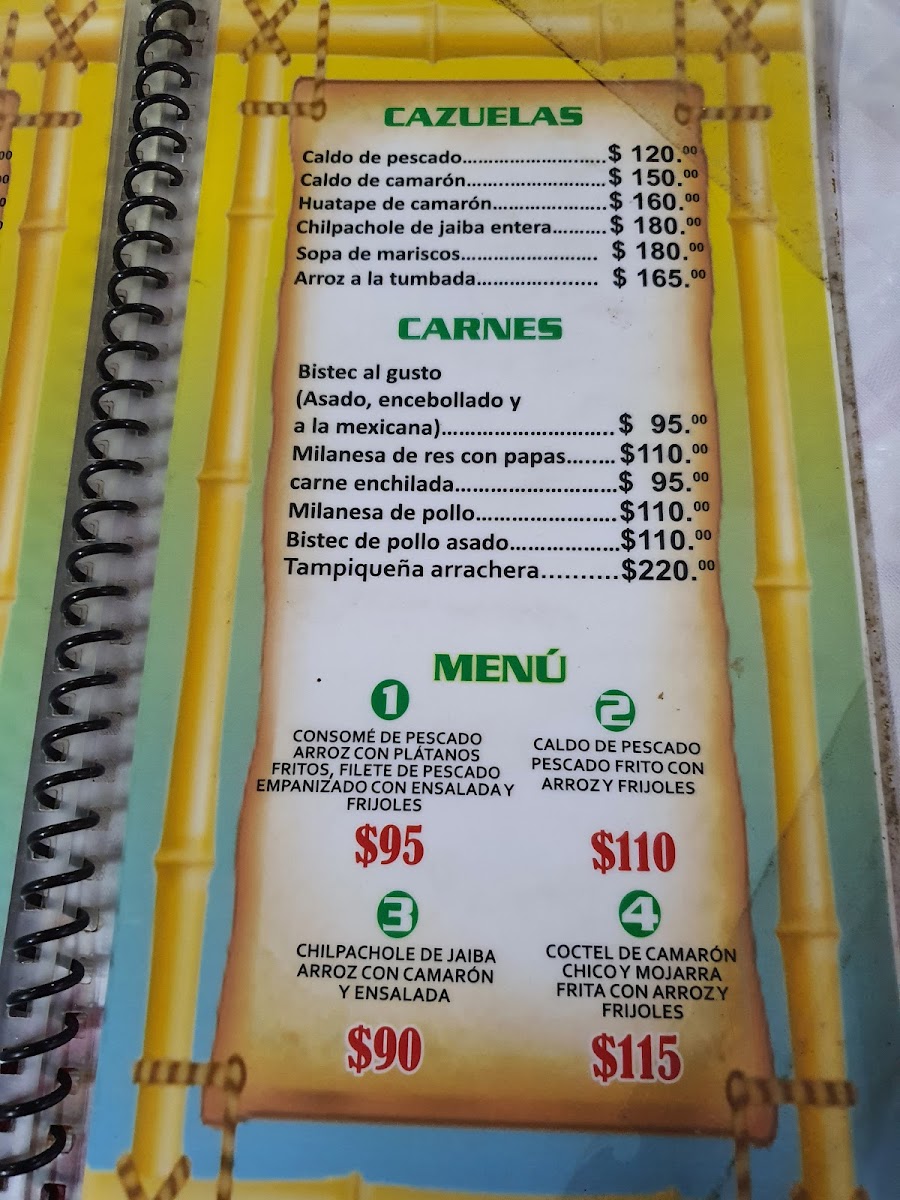 CAZUELAS
Caldo de pescado............................$ 120.00
Caldo de camarón...........................$ 150.00
Huatape de camarón......................$ 160.00
Chilpachole de jaiba entera..........$ 180.00
Sopa de mariscos.......................... $ 180.00
Arroz a la tumbada...................... $ 165.00
CARNES
Bistec al gusto
(Asado, encebollado y
a la mexicana)............................. $ 95.00
Milanesa de res con papas........ $110.00
carne enchilada............................$ 95.00
Milanesa de pollo........................$110.00
Bistec de pollo asado...................$110.00
Tampiqueña arrachera..........$220.00
MENÚ
1
CONSOMÉ DE PESCADO
ARROZ CON PLÁTANOS
FRITOS, FILETE DE PESCADO
EMPANIZADO CON ENSALADA Y
FRIJOLES
$95
2
CALDO DE PESCADO
PESCADO FRITO CON
ARROZ Y FRIJOLES
$110
3
CHILPACHOLE DE JAIBA
ARROZ CON CAMARÓN
Y ENSALADA
$90
4
COCTEL DE CAMARÓN
CHICO Y MOJARRA
FRITA CON ARROZ Y
FRIJOLES
$115